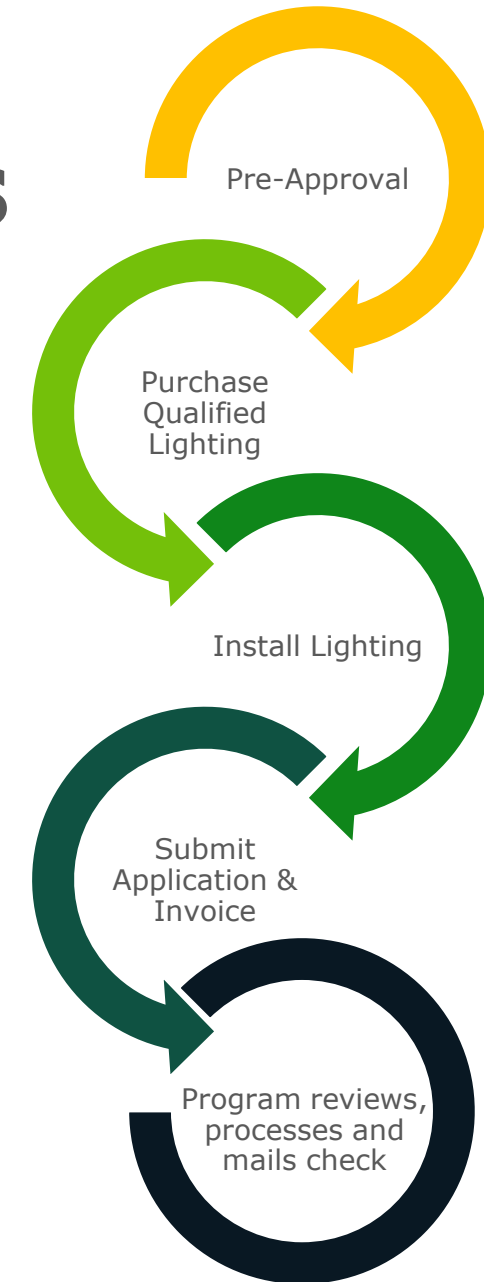 s
Pre-Approval
Purchase
Qualified
Lighting
Install Lighting
Submit
Application &
Invoice
Program reviews,
processes and
mails check